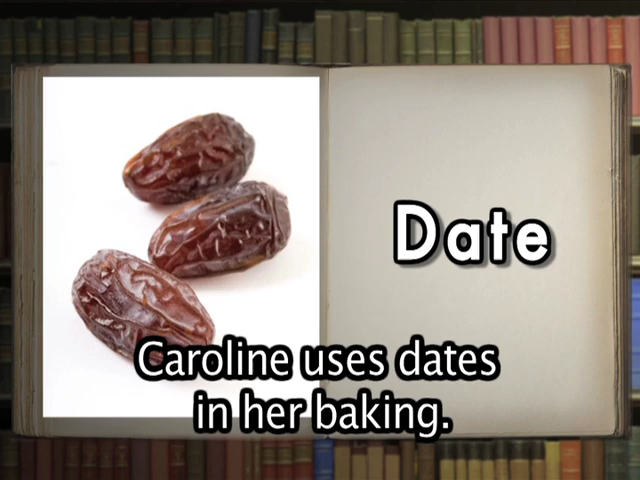 Date
Caroline uses dates
in her baking.